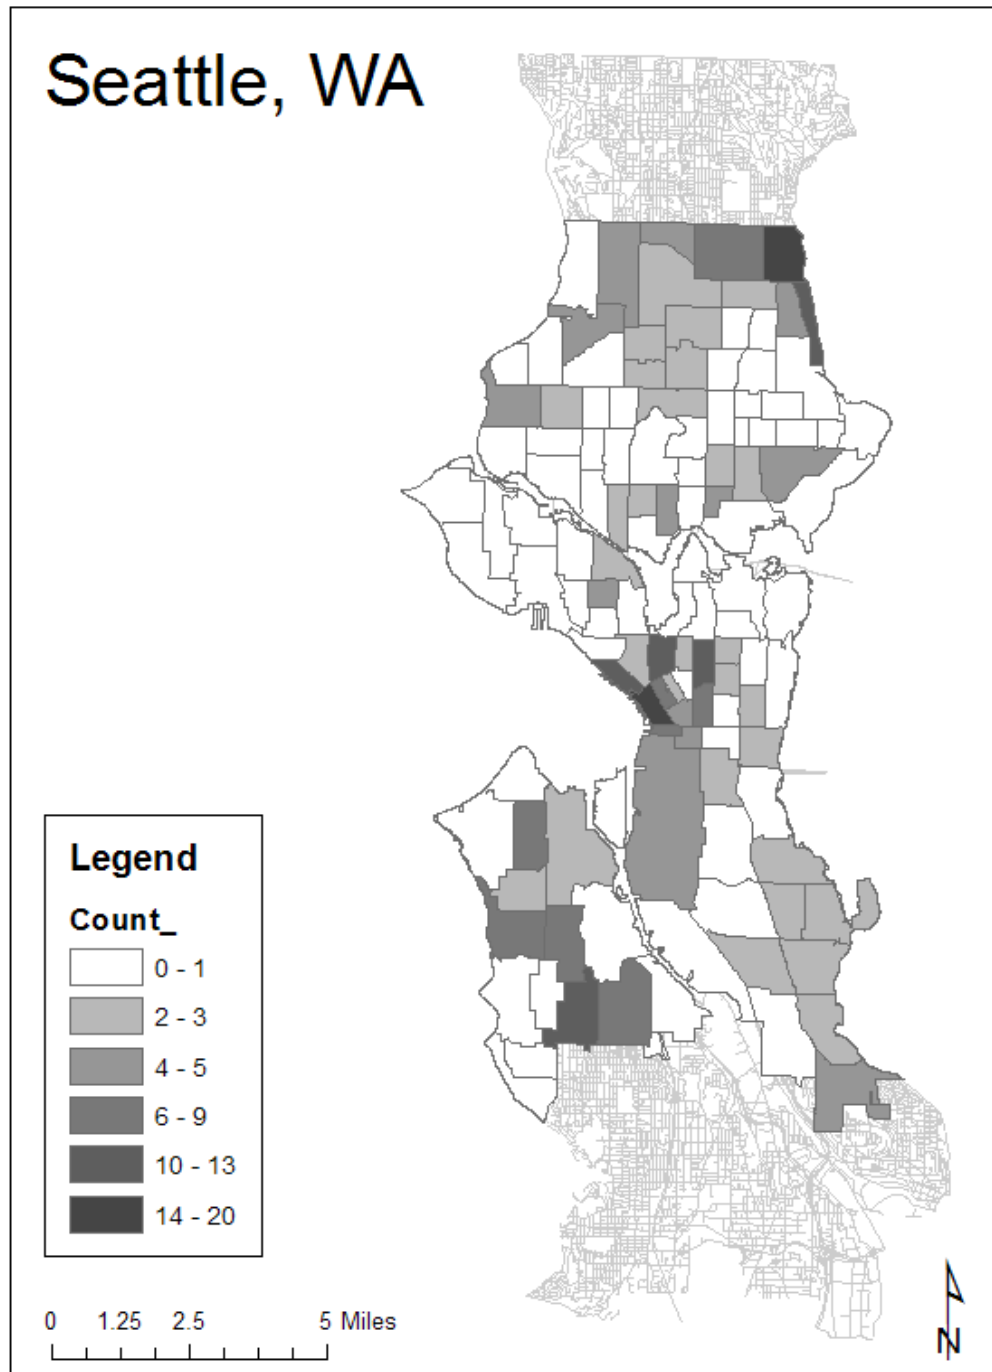 Seattle, WA
Legend
Count_
0 - 1
2 - 3
4 - 5
6 - 9
10 - 13
14 - 20
0 1.25 2.5 5 Miles
N